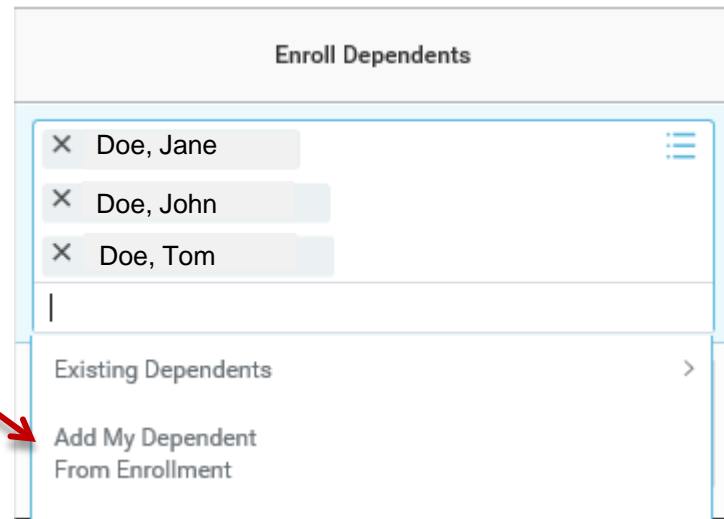 Enroll Dependents
Doe, Jane
Doe, John
Doe, Tom
Existing Dependents
Add My Dependent
From Enrollment